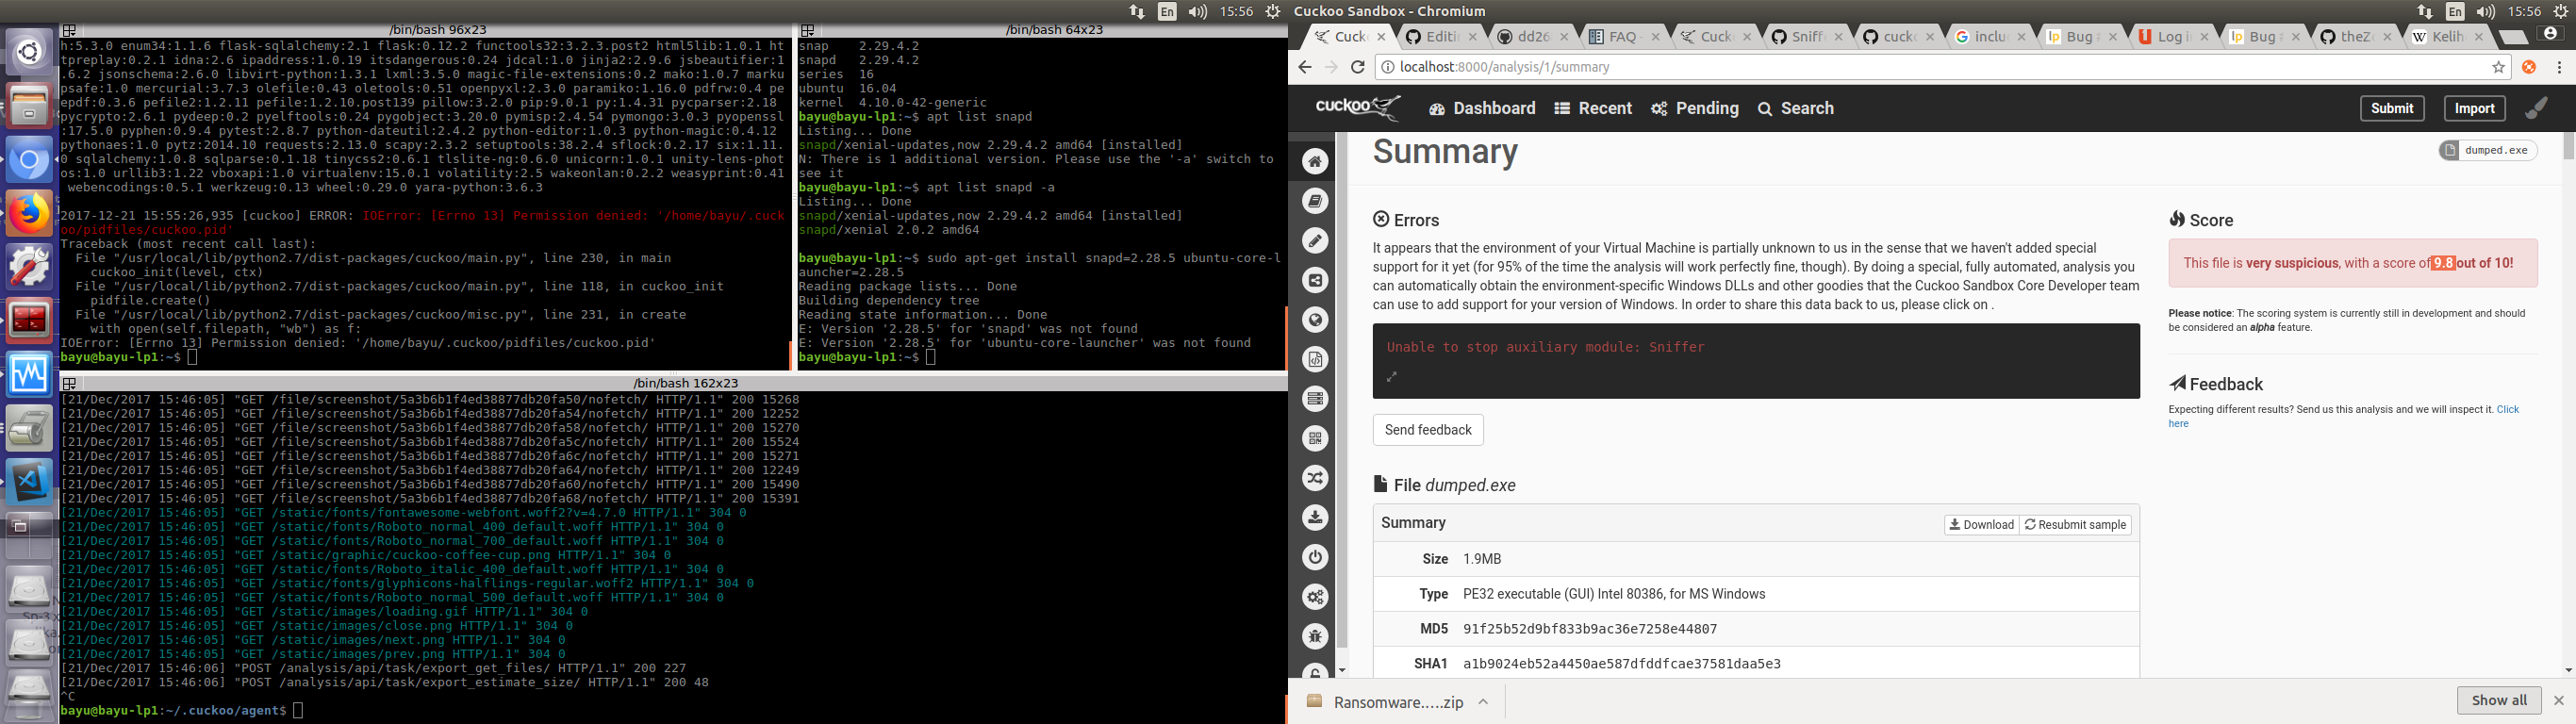 En
15:56
/bin/bash 96x23
h:5.3.0 enum34:1.1.6 flask-sqlalchemy:2.1 flask:0.12.2 functools32:3.2.3.post2 html5lib:1.0.1 ht
tpreplay:0.2.1 idna:2.6 ipaddress:1.0.19 itsdangerous:0.24 jdcal:1.0 jinja2:2.9.6 jsbeautifier:1
.6.2 jsonschema:2.6.0 libvirt-python:1.3.1 lxml:3.5.0 magic-file-extensions:0.2 mako:1.0.7 marku
psafe:1.0 mercurial:3.7.3 olefile:0.43 oletools:0.51 openpyxl:2.3.0 paramiko:1.16.0 pdfrw:0.4 pe
epdf:0.3.6 pefile2:1.2.11 pefile:1.2.10.post139 pillow:3.2.0 pip:9.0.1 py:1.4.31 pycparser:2.18
pycrypto:2.6.1 pydeep:0.2 pyelftools:0.24 pygobject:3.20.0 pymisp:2.4.54 pymongo:3.0.3 pyopenssl
:17.5.0 pyphen:0.9.4 pytest:2.8.7 python-dateutil:2.4.2 python-editor:1.0.3 python-magic:0.4.12
pythonaes:1.0 pytz:2014.10 requests:2.13.0 scapy:2.3.2 setuptools:38.2.4 sflock:0.2.17 six:1.11.
0 sqlalchemy:1.0.8 sqlparse:0.1.18 tinycss2:0.6.1 tlslite-ng:0.6.0 unicorn:1.0.1 unity-lens-phot
os:1.0 urllib3:1.22 vboxapi:1.0 virtualenv:15.0.1 volatility:2.5 wakeonlan:0.2.2 weasyprint:0.41
webencodings:0.5.1 werkzeug:0.13 wheel:0.29.0 yara-python:3.6.3
2017-12-21 15:55:26,935 [cuckoo] ERROR: IOError: [Errno 13] Permission denied: '/home/bayu/.cuck
oo/pidfiles/cuckoo.pid'
Traceback (most recent call last):
File "/usr/local/lib/python2.7/dist-packages/cuckoo/main.py", line 230, in main
cuckoo_init(level, ctx)
File "/usr/local/lib/python2.7/dist-packages/cuckoo/main.py", line 118, in cuckoo_init
pidfile.create()
File "/usr/local/lib/python2.7/dist-packages/cuckoo/misc.py", line 231, in create
with open(self.filepath, "wb") as f:
IOError: [Errno 13] Permission denied: '/home/bayu/.cuckoo/pidfiles/cuckoo.pid'
bayu@bayu-lp1:~$
/bin/bash 64x23
snap 2.29.4.2
snapd 2.29.4.2
series 16
ubuntu 16.04
kernel 4.10.0-42-generic
bayu@bayu-lp1:~$ apt list snapd
Listing... Done
snapd/xenial-updates,now 2.29.4.2 amd64 [installed]
N: There is 1 additional version. Please use the '-a' switch to
see it
bayu@bayu-lp1:~$ apt list snapd -a
Listing... Done
snapd/xenial-updates,now 2.29.4.2 amd64 [installed]
snapd/xenial 2.0.2 amd64
bayu@bayu-lp1:~$ sudo apt-get install snapd=2.28.5 ubuntu-core-l
auncher=2.28.5
Reading package lists... Done
Building dependency tree
Reading state information... Done
E: Version '2.28.5' for 'snapd' was not found
E: Version '2.28.5' for 'ubuntu-core-launcher' was not found
bayu@bayu-lp1:~$
/bin/bash 162x23
[21/Dec/2017 15:46:05] "GET /file/screenshot/5a3b6b1f4ed38877db20fa50/nofetch/ HTTP/1.1" 200 15268
[21/Dec/2017 15:46:05] "GET /file/screenshot/5a3b6b1f4ed38877db20fa54/nofetch/ HTTP/1.1" 200 12252
[21/Dec/2017 15:46:05] "GET /file/screenshot/5a3b6b1f4ed38877db20fa58/nofetch/ HTTP/1.1" 200 15270
[21/Dec/2017 15:46:05] "GET /file/screenshot/5a3b6b1f4ed38877db20fa5c/nofetch/ HTTP/1.1" 200 15524
[21/Dec/2017 15:46:05] "GET /file/screenshot/5a3b6b1f4ed38877db20fa6c/nofetch/ HTTP/1.1" 200 15271
[21/Dec/2017 15:46:05] "GET /file/screenshot/5a3b6b1f4ed38877db20fa64/nofetch/ HTTP/1.1" 200 12249
[21/Dec/2017 15:46:05] "GET /file/screenshot/5a3b6b1f4ed38877db20fa60/nofetch/ HTTP/1.1" 200 15490
[21/Dec/2017 15:46:05] "GET /file/screenshot/5a3b6b1f4ed38877db20fa68/nofetch/ HTTP/1.1" 200 15391
[21/Dec/2017 15:46:05] "GET /static/fonts/fontawesome-webfont.woff2?v=4.7.0 HTTP/1.1" 304 0
[21/Dec/2017 15:46:05] "GET /static/fonts/Roboto_normal_400_default.woff HTTP/1.1" 304 0
[21/Dec/2017 15:46:05] "GET /static/fonts/Roboto_normal_700_default.woff HTTP/1.1" 304 0
[21/Dec/2017 15:46:05] "GET /static/graphic/cuckoo-coffee-cup.png HTTP/1.1" 304 0
[21/Dec/2017 15:46:05] "GET /static/fonts/Roboto_italic_400_default.woff HTTP/1.1" 304 0
[21/Dec/2017 15:46:05] "GET /static/fonts/glyphicons-halflings-regular.woff2 HTTP/1.1" 304 0
[21/Dec/2017 15:46:05] "GET /static/fonts/Roboto_normal_500_default.woff HTTP/1.1" 304 0
[21/Dec/2017 15:46:05] "GET /static/images/loading.gif HTTP/1.1" 304 0
[21/Dec/2017 15:46:05] "GET /static/images/close.png HTTP/1.1" 304 0
[21/Dec/2017 15:46:05] "GET /static/images/next.png HTTP/1.1" 304 0
[21/Dec/2017 15:46:05] "GET /static/images/prev.png HTTP/1.1" 304 0
[21/Dec/2017 15:46:06] "POST /analysis/api/task/export_get_files/ HTTP/1.1" 200 227
[21/Dec/2017 15:46:06] "POST /analysis/api/task/export_estimate_size/ HTTP/1.1" 200 48
^C
bayu@bayu-lp1:~/.cuckoo/agent$
Cuckoo Sandbox - Chromium
En
15:56
Cuck
Editi
dd26
FAQ
Cucko
Sniff
cucko
inclu
Bug
Log in
Bug
theZ
Kelih
localhost:8000/analysis/1/summary
cuckoo
Dashboard
Recent
Pending
Search
Submit
Import
Summary
dumped.exe
Errors
It appears that the environment of your Virtual Machine is partially unknown to us in the sense that we haven't added special
support for it yet (for 95% of the time the analysis will work perfectly fine, though). By doing a special, fully automated, analysis you
can automatically obtain the environment-specific Windows DLLs and other goodies that the Cuckoo Sandbox Core Developer team
can use to add support for your version of Windows. In order to share this data back to us, please click on .
Unable to stop auxiliary module: Sniffer
Send feedback
Score
This file is very suspicious, with a score of 9.8 out of 10!
Please notice: The scoring system is currently still in development and should
be considered an alpha feature.
Feedback
Expecting different results? Send us this analysis and we will inspect it. Click
here
File dumped.exe
Summary
Download
Resubmit sample
Size 1.9MB
Type PE32 executable (GUI) Intel 80386, for MS Windows
MD5 91f25b52d9bf833b9ac36e7258e44807
SHA1 a1b9024eb52a4450ae587dfddfcae37581daa5e3
Ransomware.….zip
Show all